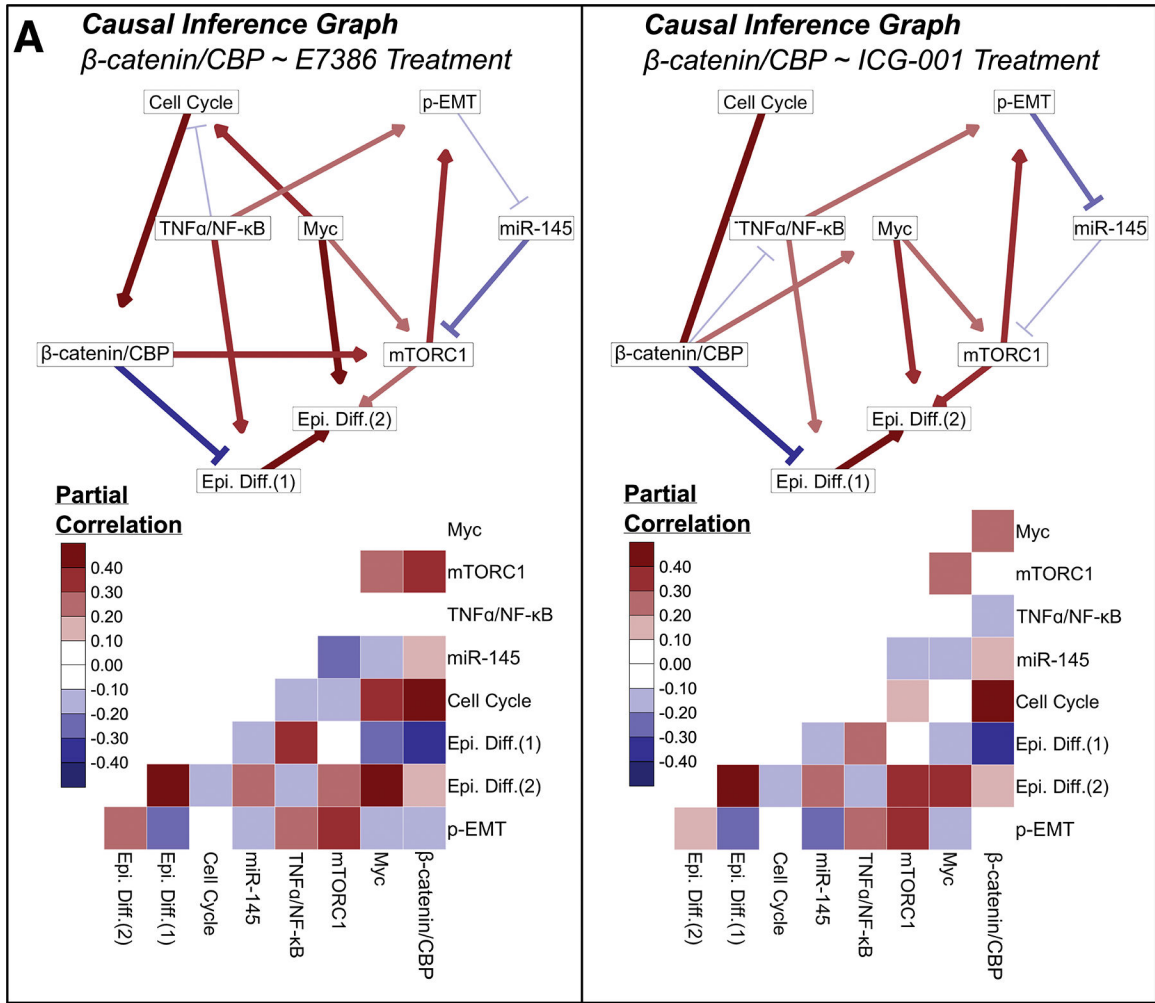 A
Causal Inference Graph
β-catenin/CBP ~ E7386 Treatment
Cell Cycle
p-EMT
TNFα/NF-κB
Myc
miR-145
β-catenin/CBP
mTORC1
Epi. Diff.(2)
Epi. Diff.(1)
Partial
Correlation
0.40
0.30
0.20
0.10
0.00
-0.10
-0.20
-0.30
-0.40
Myc
mTORC1
TNFα/NF-κB
miR-145
Cell Cycle
Epi. Diff.(1)
Epi. Diff.(2)
p-EMT
Epi. Diff.(2)
Epi. Diff.(1)
Cell Cycle
miR-145
TNFα/NF-κB
mTORC1
Myc
β-catenin/CBP
Causal Inference Graph
β-catenin/CBP ~ ICG-001 Treatment
Cell Cycle
p-EMT
TNFα/NF-κB
Myc
miR-145
β-catenin/CBP
mTORC1
Epi. Diff.(2)
Epi. Diff.(1)
Partial
Correlation
0.40
0.30
0.20
0.10
0.00
-0.10
-0.20
-0.30
-0.40
Myc
mTORC1
TNFα/NF-κB
miR-145
Cell Cycle
Epi. Diff.(1)
Epi. Diff.(2)
p-EMT
Epi. Diff.(2)
Epi. Diff.(1)
Cell Cycle
miR-145
TNFα/NF-κB
mTORC1
Myc
β-catenin/CBP